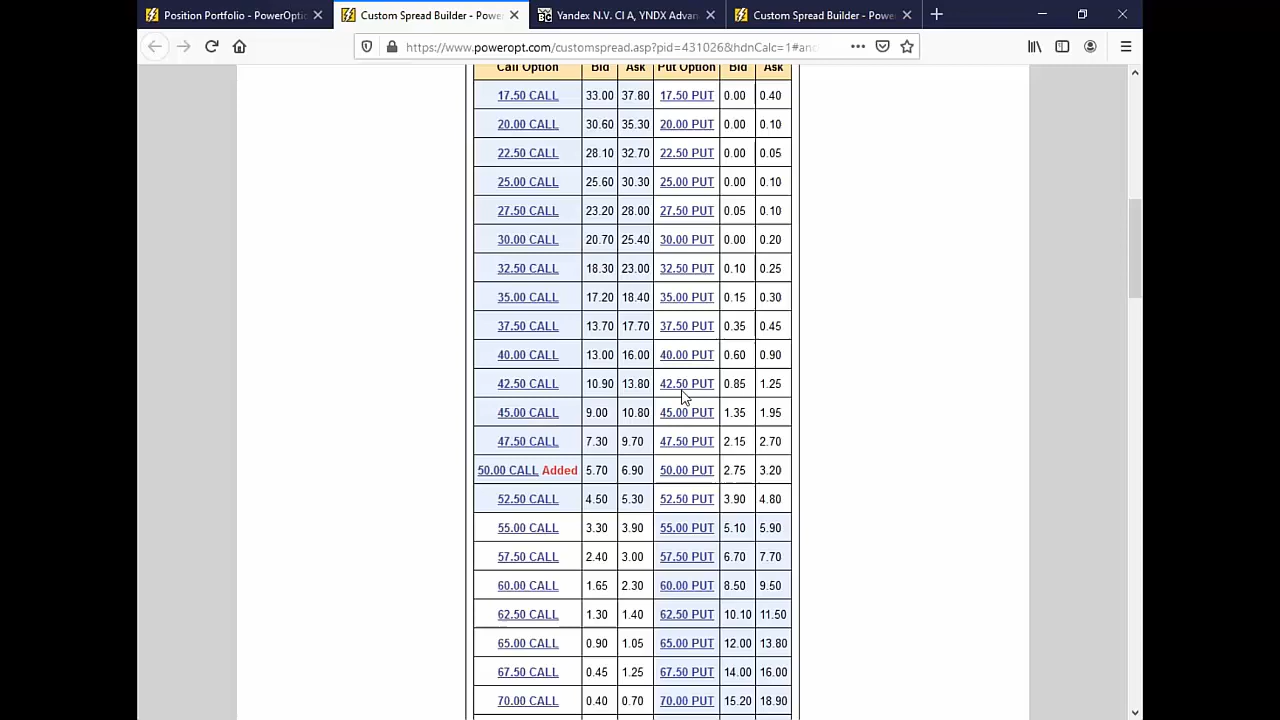 Position Portfolio - PowerOptio
Custom Spread Builder - Powe
Yandex N.V. Cl A, YNDX Advan
Custom Spread Builder - Powe
https://www.poweropt.com/customspread.asp?pid=431026&hdnCalc=1#an
Call Option Bid Ask Put Option Bid Ask
17.50 CALL 33.00 37.80 17.50 PUT 0.00 0.40
20.00 CALL 30.60 35.30 20.00 PUT 0.00 0.10
22.50 CALL 28.10 32.70 22.50 PUT 0.00 0.05
25.00 CALL 25.60 30.30 25.00 PUT 0.00 0.10
27.50 CALL 23.20 28.00 27.50 PUT 0.05 0.10
30.00 CALL 20.70 25.40 30.00 PUT 0.00 0.20
32.50 CALL 18.30 23.00 32.50 PUT 0.10 0.25
35.00 CALL 17.20 18.40 35.00 PUT 0.15 0.30
37.50 CALL 13.70 17.70 37.50 PUT 0.35 0.45
40.00 CALL 13.00 16.00 40.00 PUT 0.60 0.90
42.50 CALL 10.90 13.80 42.50 PUT 0.85 1.25
45.00 CALL 9.00 10.80 45.00 PUT 1.35 1.95
47.50 CALL 7.30 9.70 47.50 PUT 2.15 2.70
50.00 CALL Added 5.70 6.90 50.00 PUT 2.75 3.20
52.50 CALL 4.50 5.30 52.50 PUT 3.90 4.80
55.00 CALL 3.30 3.90 55.00 PUT 5.10 5.90
57.50 CALL 2.40 3.00 57.50 PUT 6.70 7.70
60.00 CALL 1.65 2.30 60.00 PUT 8.50 9.50
62.50 CALL 1.30 1.40 62.50 PUT 10.10 11.50
65.00 CALL 0.90 1.05 65.00 PUT 12.00 13.80
67.50 CALL 0.45 1.25 67.50 PUT 14.00 16.00
70.00 CALL 0.40 0.70 70.00 PUT 15.20 18.90